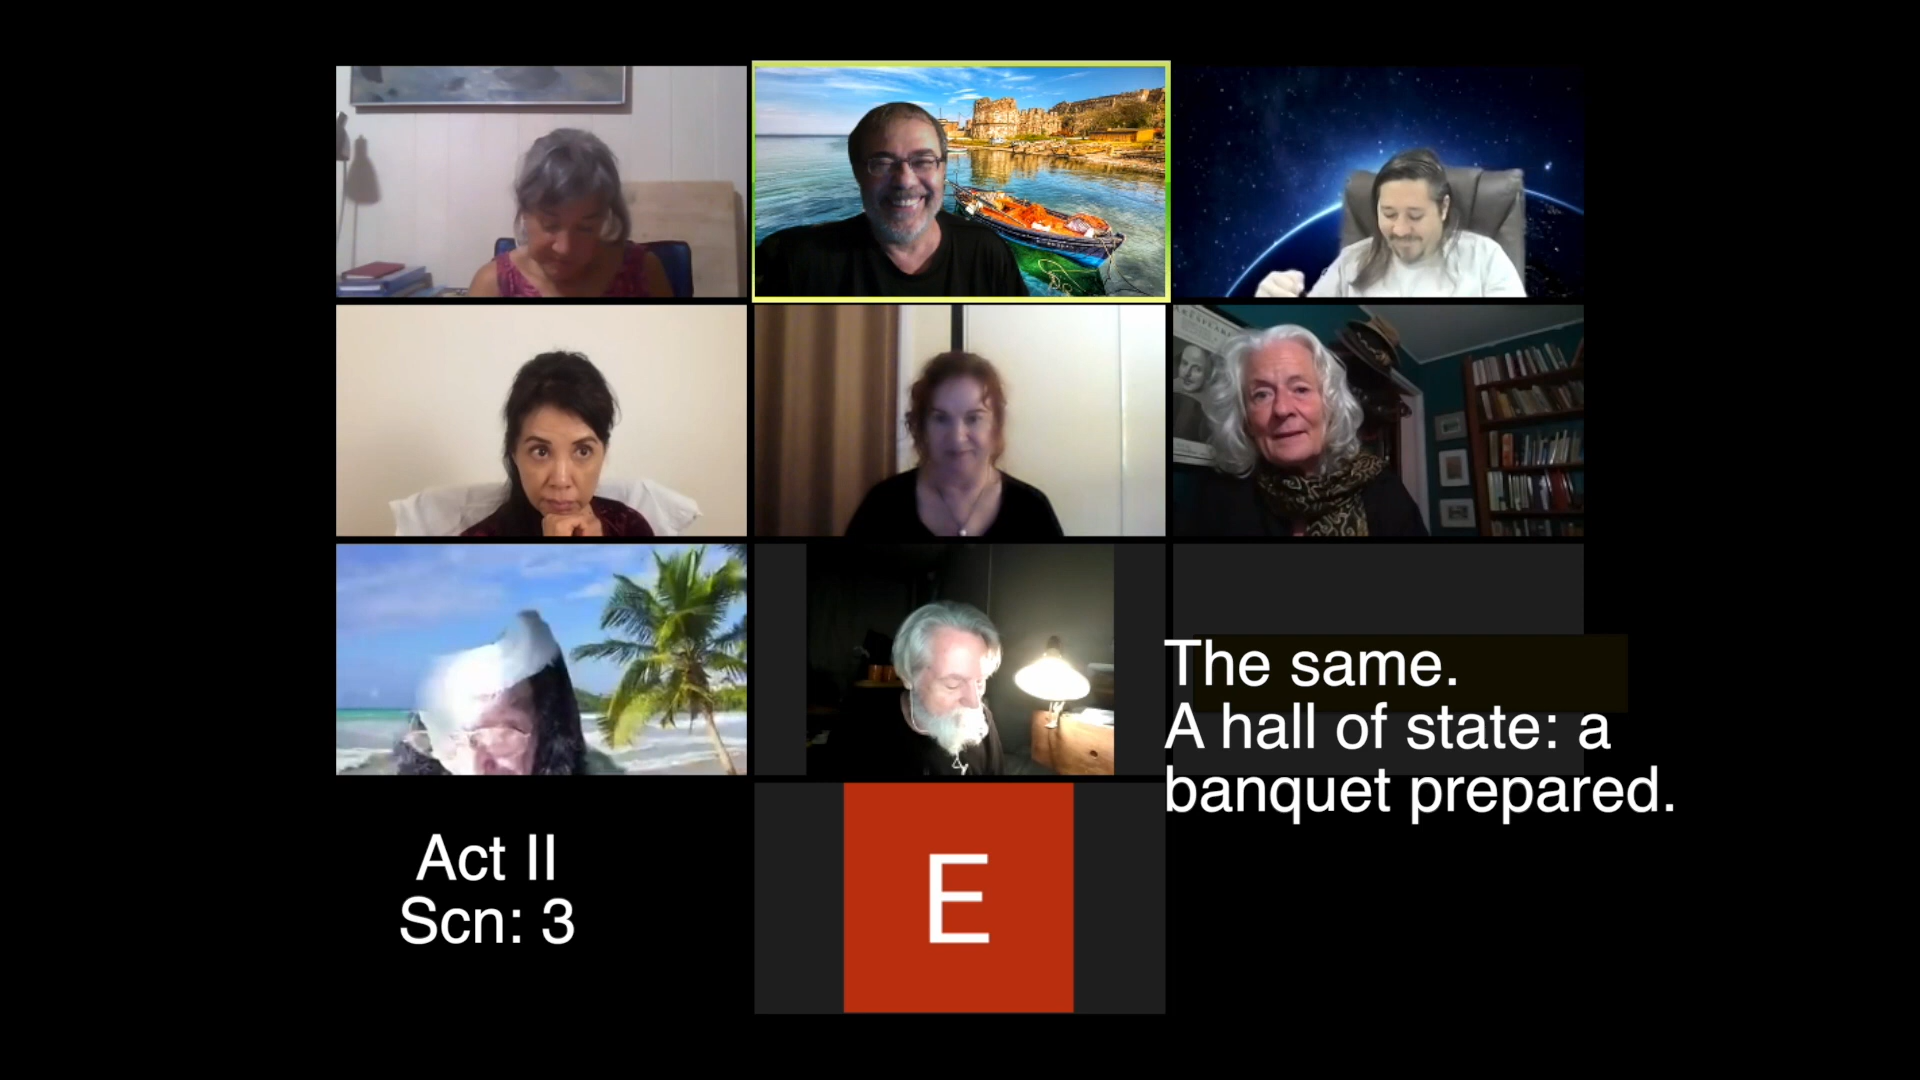 The same.
A hall of state: a
banquet prepared.
Act II
Scn: 3
E